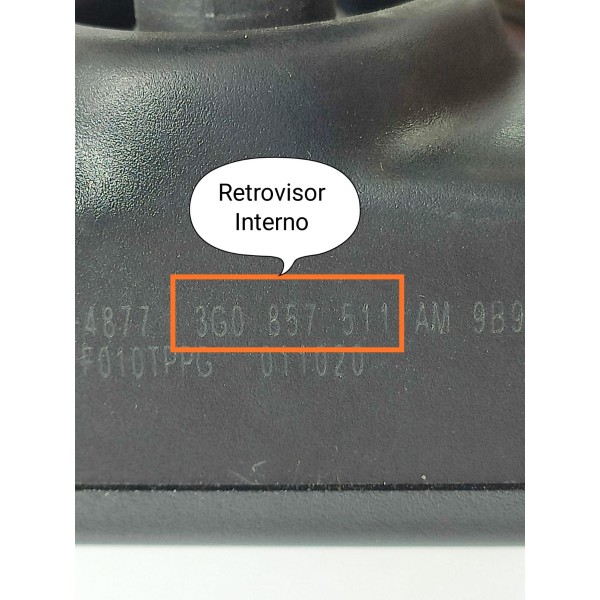 Retrovisor
Interno
4877 3G0 857 511 AM 9B9
F010TPPG 011020